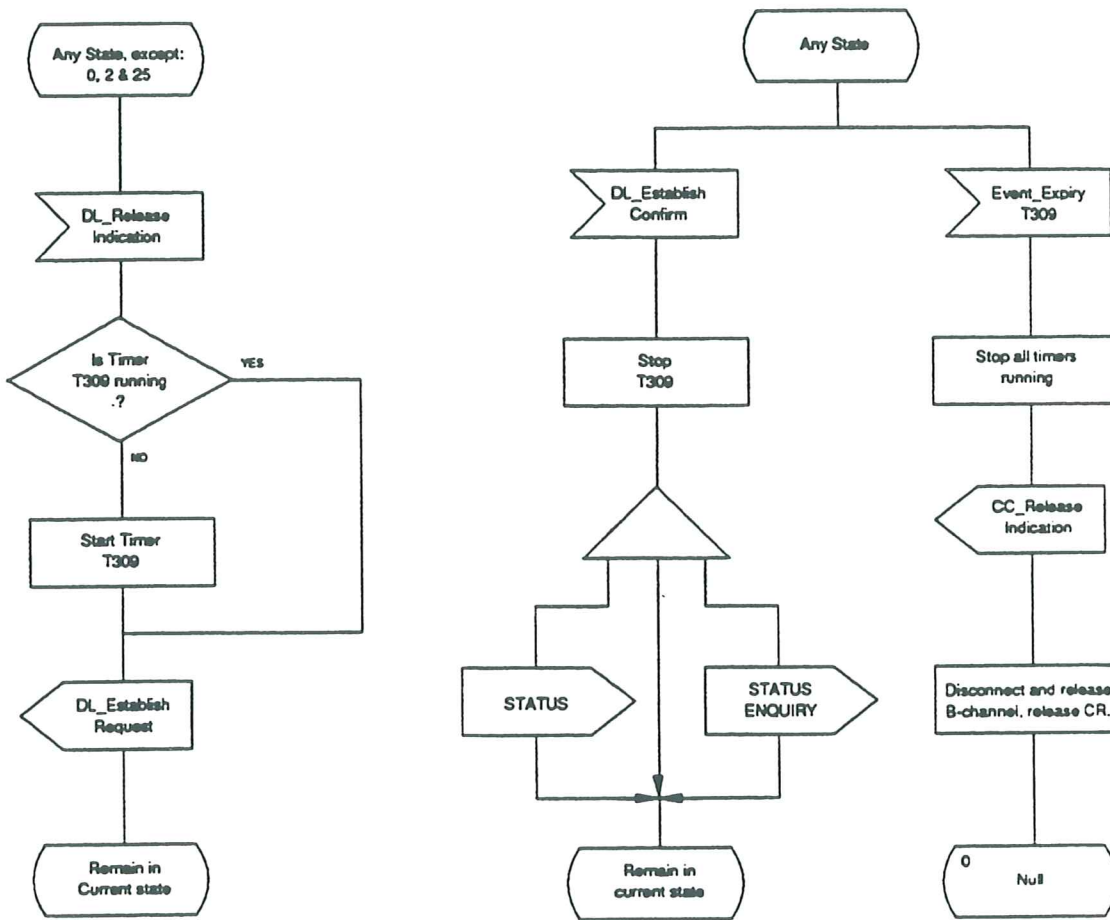 Any State, except:
0, 2 & 25
DL_Release
Indication
Is Timer
T309 running
.?
YES
NO
Start Timer
T309
DL_Establish
Request
Remain in
Current state
Any State
DL_Establish
Confirm
Stop
T309
STATUS
STATUS
ENQUIRY
Remain in
current state
Event_Expiry
T309
Stop all timers
running
CC_Release
Indication
Disconnect and release
B-channel, release CR.
0
Null